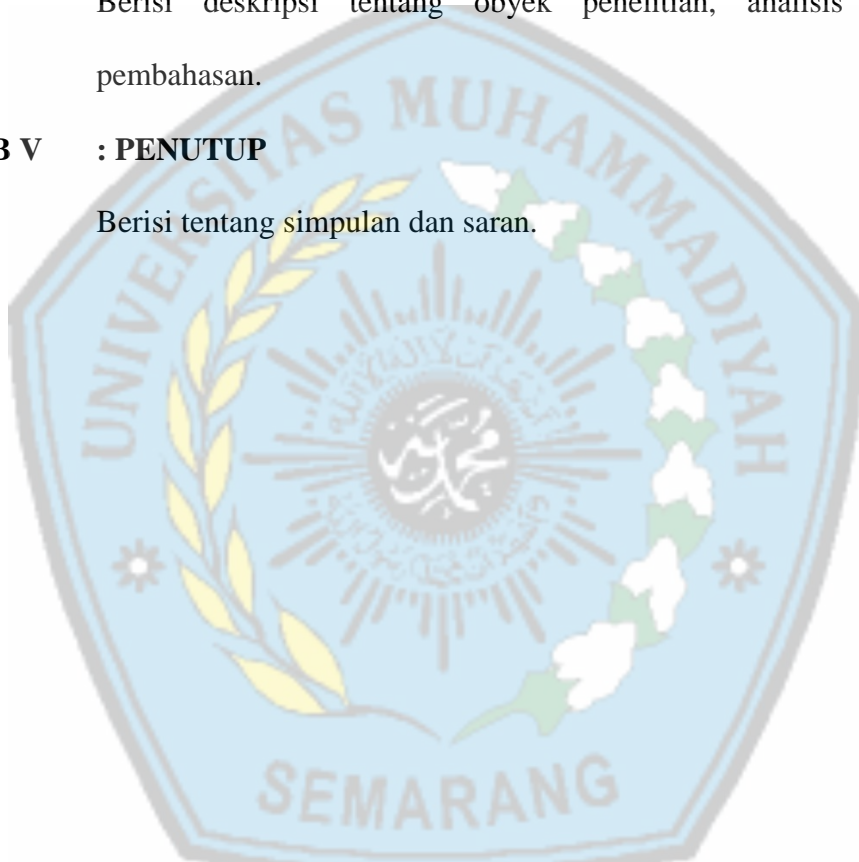 Berisi deskripsi tentang obyek penelitian, analisis
pembahasan.
B V : PENUTUP
Berisi tentang simpulan dan saran.
UNIVERSITAS MUHAMMADIYAH
SEMARANG